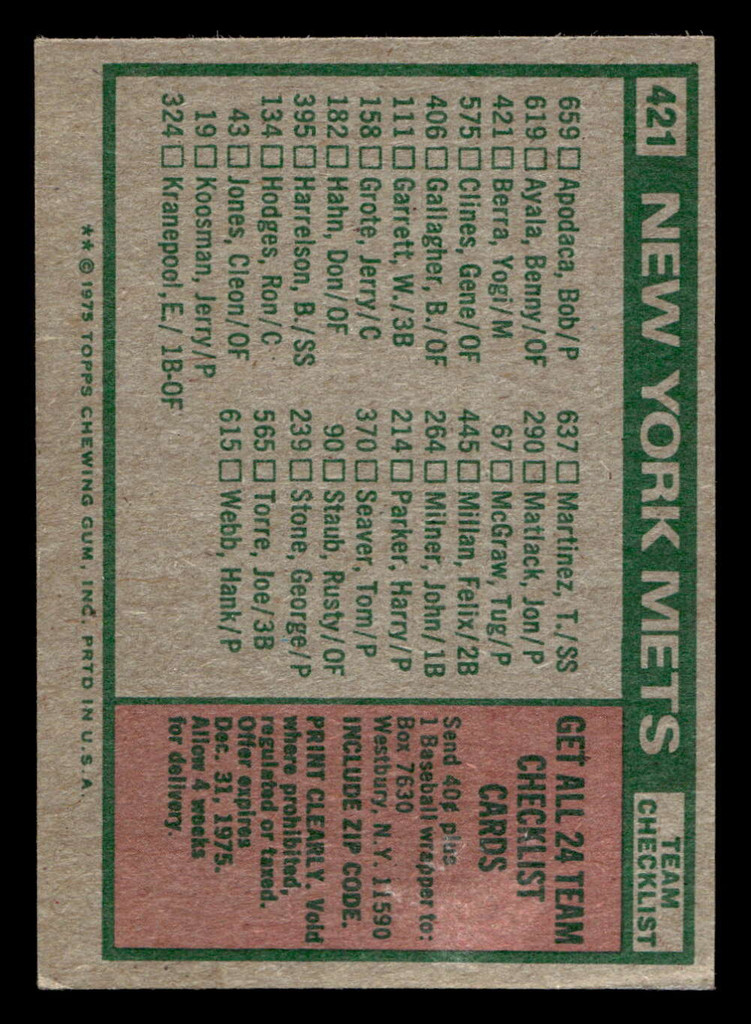 421 NEW YORK METS TEAM
CHECKLIST
659 □ Apodaca, Bob/P
619 □ Ayala, Benny/OF
421 □ Berra, Yogi/M
575 □ Clines, Gene/OF
406 □ Gallagher, B./OF
111 □ Garrett, W./3B
158 □ Grote, Jerry/C
182 □ Hahn, Don/OF
395 □ Harrelson, B./SS
134 □ Hodges, Ron/C
43 □ Jones, Cleon/OF
19 □ Koosman, Jerry/P
324 □ Kranepool, E./ 1B-OF
637 □ Martinez, T./SS
290 □ Matlack, Jon/P
67 □ McGraw, Tug/P
445 □ Millan, Felix/2B
264 □ Milner, John/1B
214 □ Parker, Harry/P
370 □ Seaver, Tom/P
90 □ Staub, Rusty/OF
239 □ Stone, George/P
565 □ Torre, Joe/3B
615 □ Webb, Hank/P
GET ALL 24 TEAM
CHECKLIST
CARDS
Send 40¢ plus
1 Baseball wrapper to:
Box 7630
Westbury, N.Y. 11590
INCLUDE ZIP CODE.
PRINT CLEARLY. Void
where prohibited,
regulated or taxed.
Offer expires
Dec. 31, 1975.
Allow 4 weeks
for delivery.
** © 1975 TOPPS CHEWING GUM, INC. PRTD IN U.S.A.